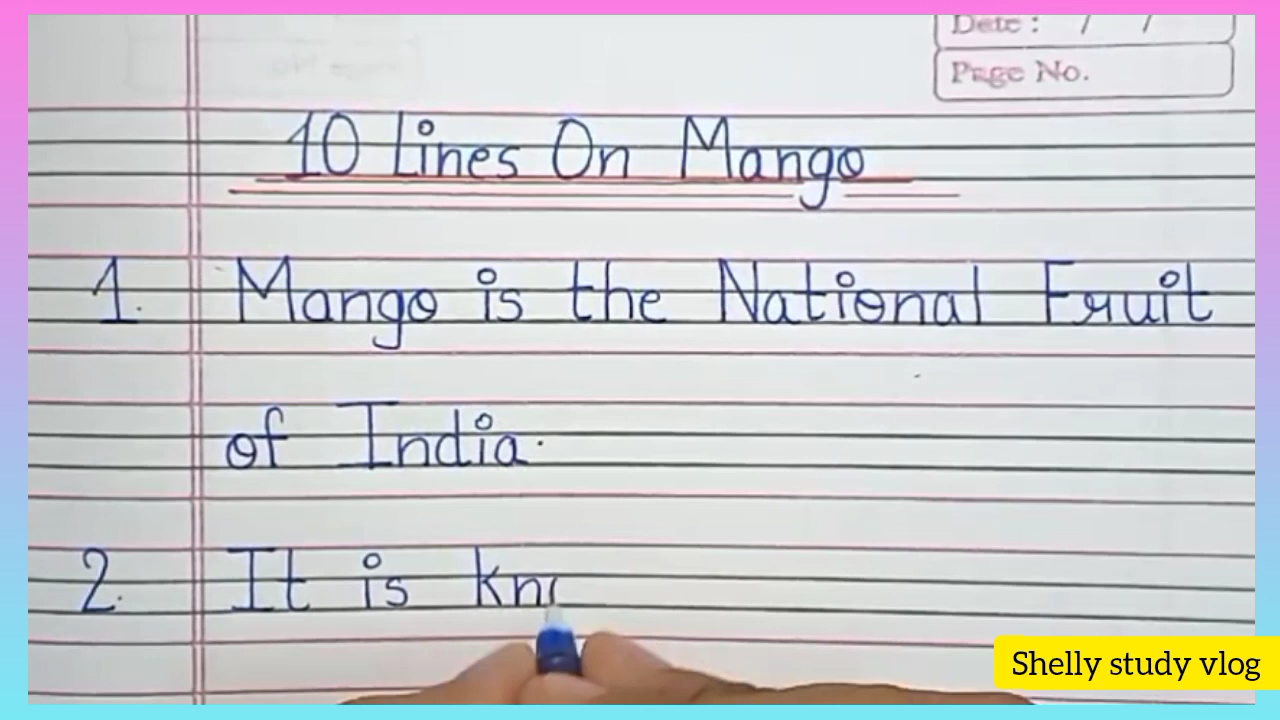 Date : / /
Page No.
10 Lines On Mango
1. Mango is the National Fruit
of India.
2. It is kn
Shelly study vlog